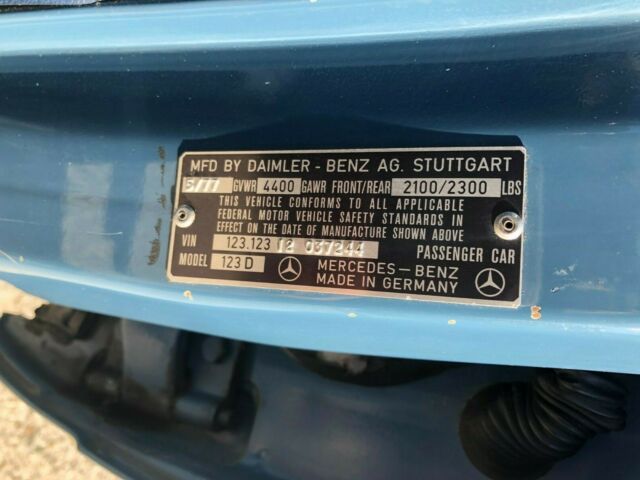 MFD BY DAIMLER - BENZ AG. STUTTGART
5/77 GVWR 4400 GAWR FRONT/REAR 2100/2300 LBS
THIS VEHICLE CONFORMS TO ALL APPLICABLE
FEDERAL MOTOR VEHICLE SAFETY STANDARDS IN
EFFECT ON THE DATE OF MANUFACTURE SHOWN ABOVE
VIN 123.123 12 037244 PASSENGER CAR
MODEL 123 D MERCEDES-BENZ
MADE IN GERMANY